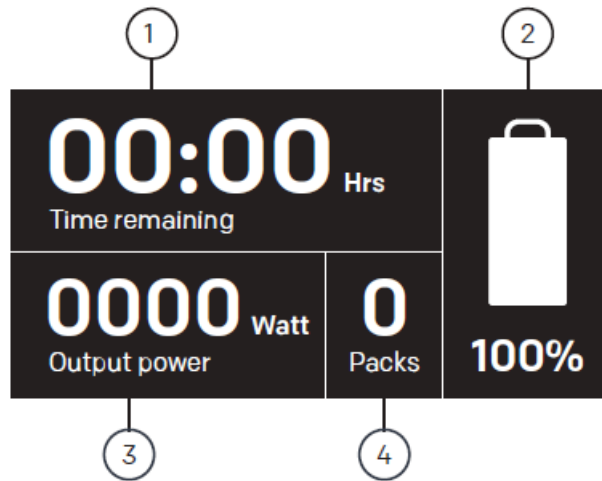 1
2
00:00 Hrs
Time remaining
0000 Watt
Output power
0
Packs
100%
3
4